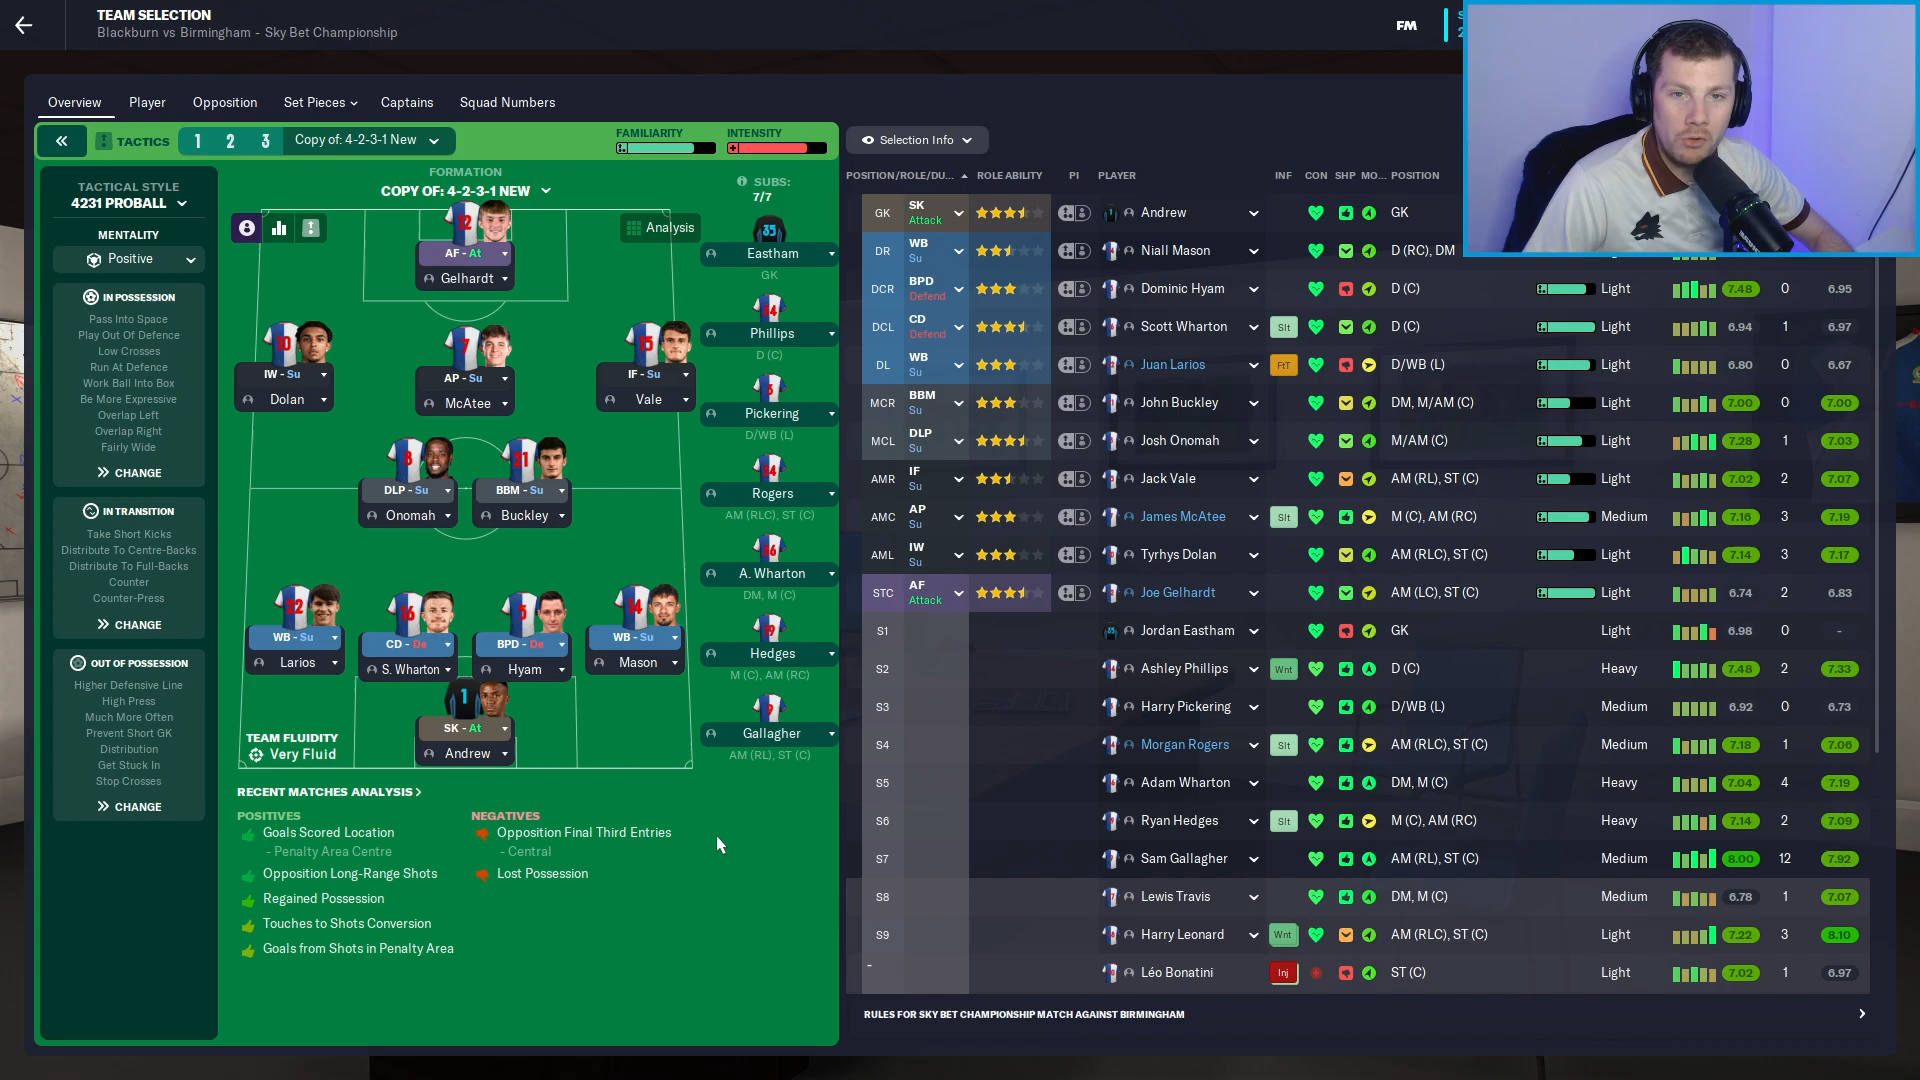 TEAM SELECTION
Blackburn vs Birmingham - Sky Bet Championship
FM
Overview
Player
Opposition
Set Pieces
Captains
Squad Numbers
TACTICS
1 2 3
Copy of: 4-2-3-1 New
FAMILIARITY
INTENSITY
Selection Info
TACTICAL STYLE
4231 PROBALL
MENTALITY
Positive
IN POSSESSION
Pass Into Space
Play Out Of Defence
Low Crosses
Run At Defence
Work Ball Into Box
Be More Expressive
Overlap Left
Overlap Right
Fairly Wide
CHANGE
IN TRANSITION
Take Short Kicks
Distribute To Centre-Backs
Distribute To Full-Backs
Counter
Counter-Press
CHANGE
OUT OF POSSESSION
Higher Defensive Line
High Press
Much More Often
Prevent Short GK
Distribution
Get Stuck In
Stop Crosses
CHANGE
FORMATION
COPY OF: 4-2-3-1 NEW
Analysis
12
AF - At
Gelhardt
10
IW - Su
Dolan
7
AP - Su
McAtee
15
IF - Su
Vale
8
DLP - Su
Onomah
21
BBM - Su
Buckley
22
WB - Su
Larios
16
CD - De
S. Wharton
5
BPD - De
Hyam
14
WB - Su
Mason
1
SK - At
Andrew
TEAM FLUIDITY
Very Fluid
SUBS:
7/7
35
Eastham
GK
Phillips
D (C)
Pickering
D/WB (L)
Rogers
AM (RLC), ST (C)
A. Wharton
DM, M (C)
19
Hedges
M (C), AM (RC)
9
Gallagher
AM (RL), ST (C)
RECENT MATCHES ANALYSIS >
POSITIVES
Goals Scored Location
- Penalty Area Centre
Opposition Long-Range Shots
Regained Possession
Touches to Shots Conversion
Goals from Shots in Penalty Area
NEGATIVES
Opposition Final Third Entries
- Central
Lost Possession
POSITION/ROLE/DU... ROLE ABILITY PI PLAYER INF CON SHP MO... POSITION
GK SK Attack Andrew GK
DR WB Su Niall Mason D (RC), DM
DCR BPD Defend Dominic Hyam D (C) Light 7.48 0 6.95
DCL CD Defend Scott Wharton Slt D (C) Light 6.94 1 6.97
DL WB Su Juan Larios FtT D/WB (L) Light 6.80 0 6.67
MCR BBM Su John Buckley DM, M/AM (C) Light 7.00 0 7.00
MCL DLP Su Josh Onomah M/AM (C) Light 7.28 1 7.03
AMR IF Su Jack Vale AM (RL), ST (C) Light 7.02 2 7.07
AMC AP Su James McAtee Slt M (C), AM (RC) Medium 7.16 3 7.19
AML IW Su Tyrhys Dolan AM (RLC), ST (C) Light 7.14 3 7.17
STC AF Attack Joe Gelhardt AM (LC), ST (C) Light 6.74 2 6.83
S1 Jordan Eastham GK Light 6.98 0 -
S2 Ashley Phillips Wnt D (C) Heavy 7.48 2 7.33
S3 Harry Pickering D/WB (L) Medium 6.92 0 6.73
S4 Morgan Rogers Slt AM (RLC), ST (C) Medium 7.18 1 7.06
S5 Adam Wharton DM, M (C) Heavy 7.04 4 7.19
S6 Ryan Hedges Slt M (C), AM (RC) Heavy 7.14 2 7.09
S7 Sam Gallagher AM (RL), ST (C) Medium 8.00 12 7.92
S8 Lewis Travis DM, M (C) Medium 6.78 1 7.07
S9 Harry Leonard Wnt AM (RLC), ST (C) Light 7.22 3 8.10
- Léo Bonatini Inj ST (C) Light 7.02 1 6.97
RULES FOR SKY BET CHAMPIONSHIP MATCH AGAINST BIRMINGHAM